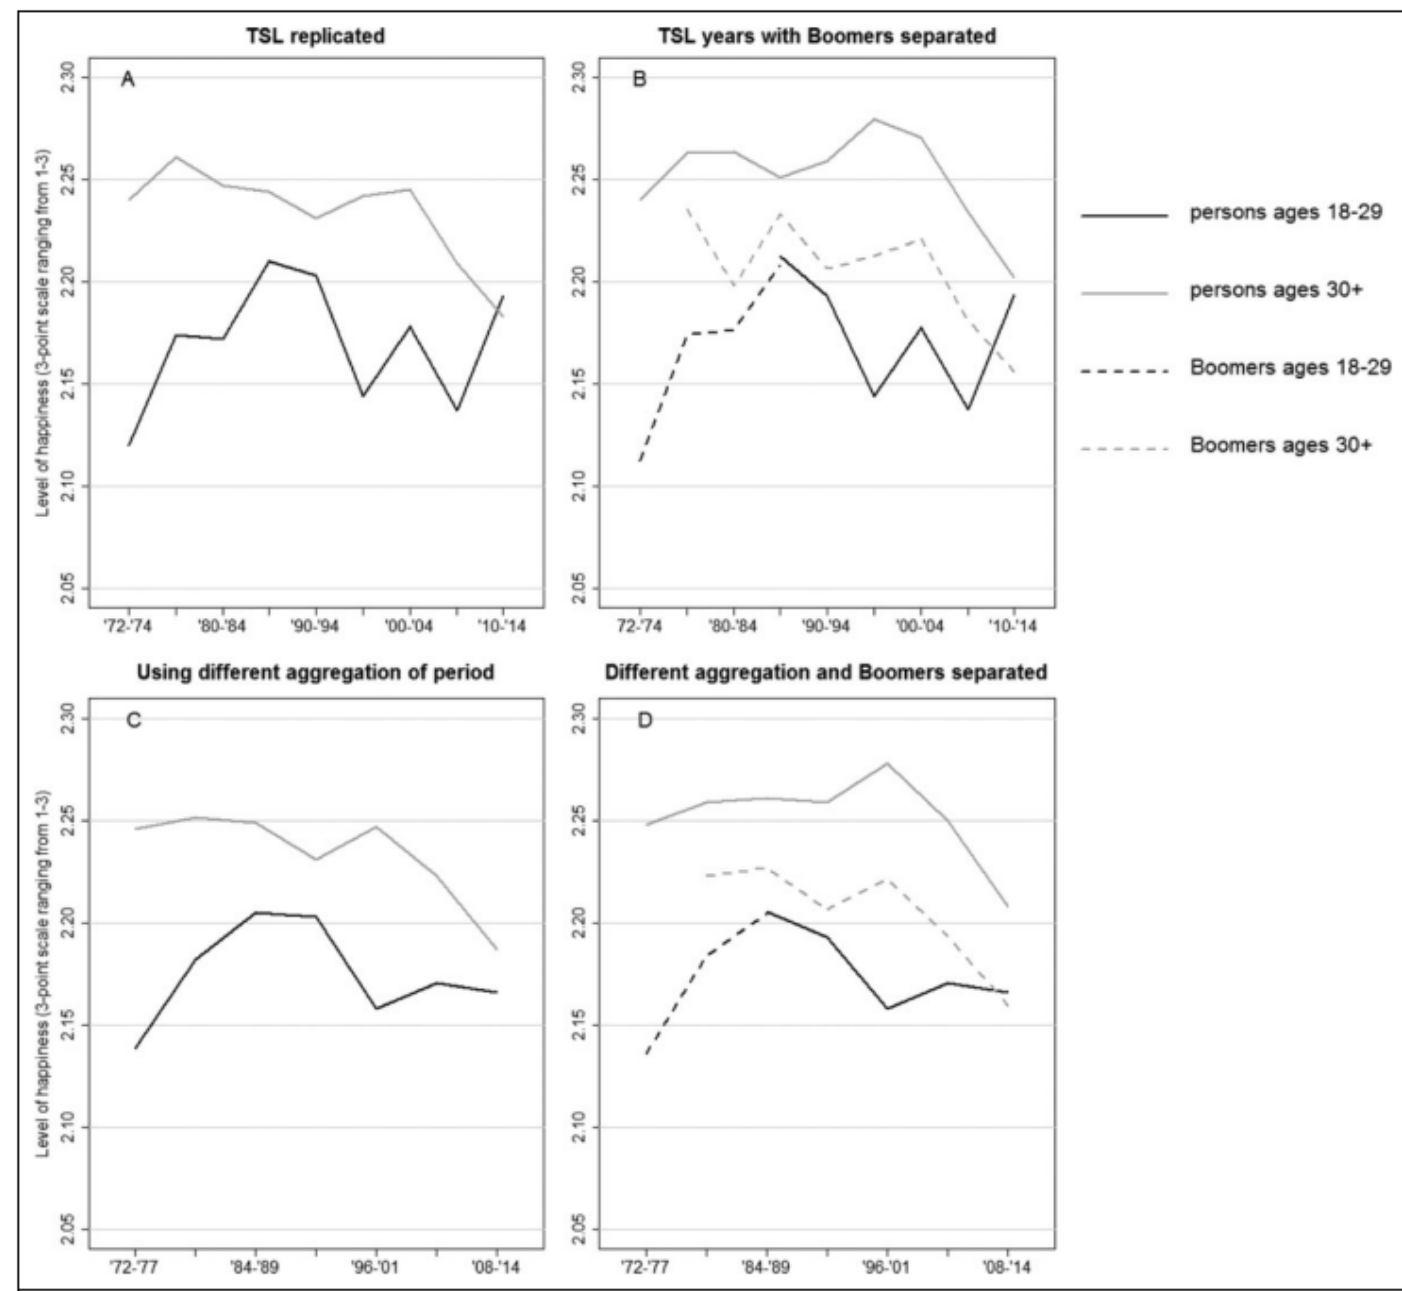 TSL replicated
TSL years with Boomers separated
A
B
2.30
2.25
2.20
2.15
2.10
2.05
Level of happiness (3-point scale ranging from 1-3)
2.30
2.25
2.20
2.15
2.10
2.05
persons ages 18-29
persons ages 30+
Boomers ages 18-29
Boomers ages 30+
'72-'74 '80-'84 '90-'94 '00-'04 '10-'14
72-'74 '80-'84 '90-'94 '00-'04 '10-'14
Using different aggregation of period
Different aggregation and Boomers separated
C
D
2.30
2.25
2.20
2.15
2.10
2.05
Level of happiness (3-point scale ranging from 1-3)
2.30
2.25
2.20
2.15
2.10
2.05
'72-'77 '84-'89 '96-'01 '08-'14
'72-'77 '84-'89 '96-'01 '08-'14